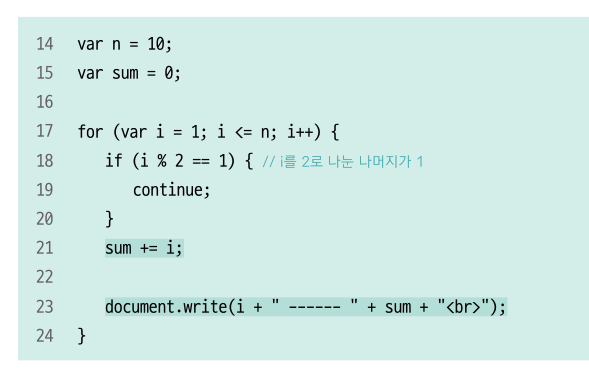 14 var n = 10;
15 var sum = 0;
16
17 for (var i = 1; i <= n; i++) {
18 if (i % 2 == 1) { // i를 2로 나눈 나머지가 1
19 continue;
20 }
21 sum += i;
22
23 document.write(i + " ------ " + sum + "<br>");
24 }